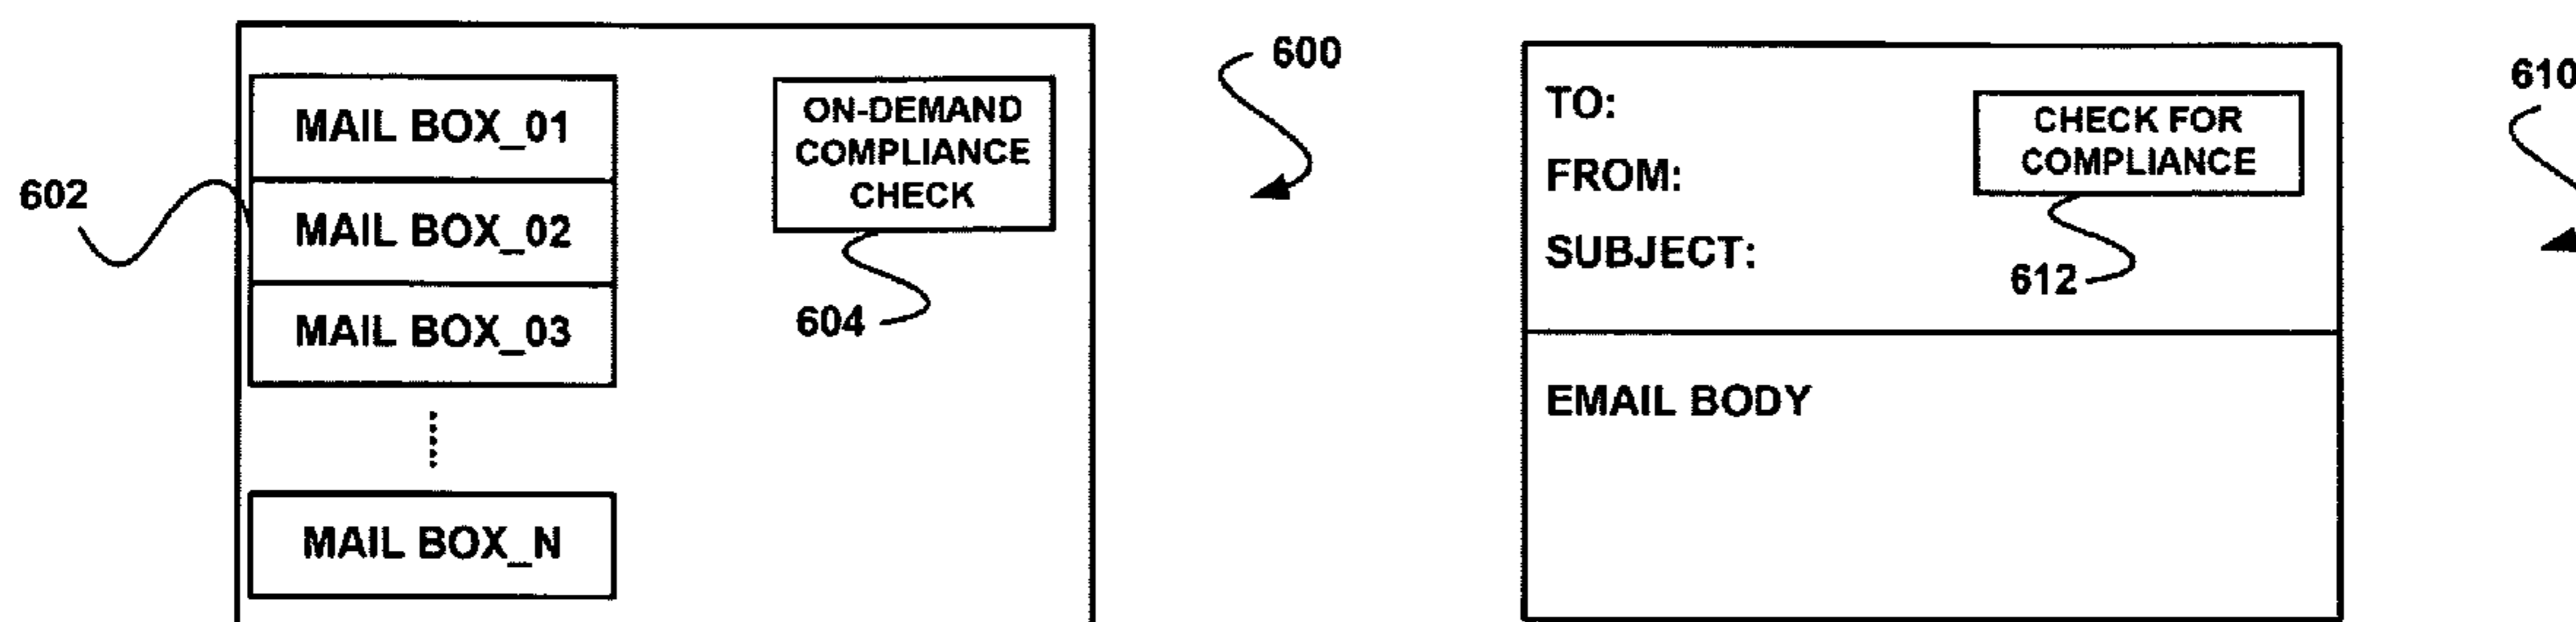 600
MAIL BOX_01
MAIL BOX_02
MAIL BOX_03
MAIL BOX_N
ON-DEMAND
COMPLIANCE
CHECK
602
604
610
TO:
FROM:
SUBJECT:
CHECK FOR
COMPLIANCE
612
EMAIL BODY